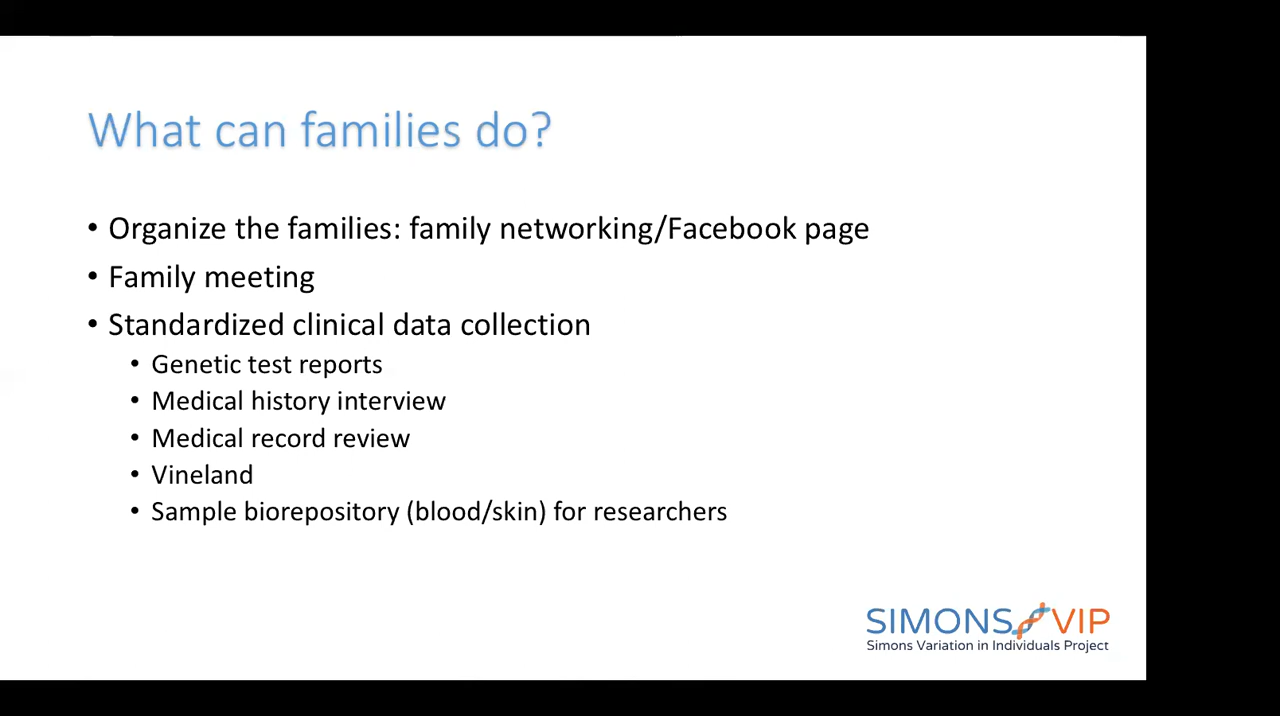 What can families do?
• Organize the families: family networking/Facebook page
• Family meeting
• Standardized clinical data collection
• Genetic test reports
• Medical history interview
• Medical record review
• Vineland
• Sample biorepository (blood/skin) for researchers
SIMONS VIP
Simons Variation in Individuals Project